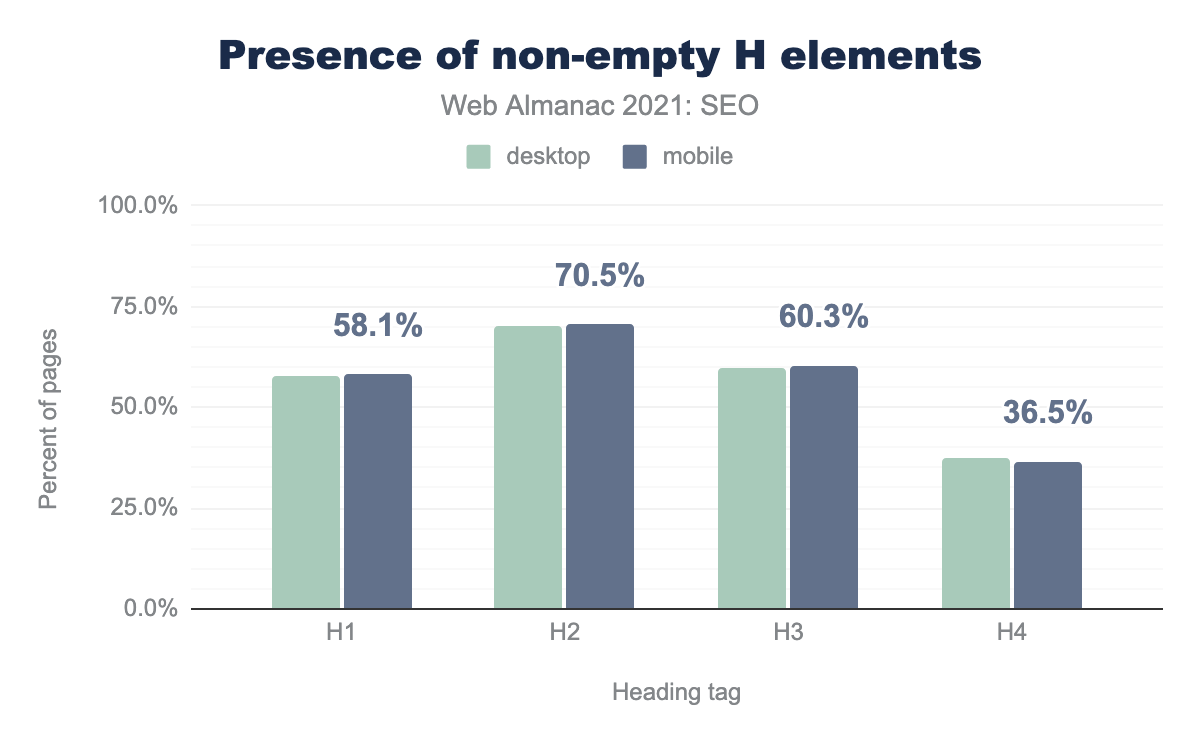 Presence of non-empty H elements
Web Almanac 2021: SEO
desktop mobile
100.0%
75.0%
50.0%
25.0%
0.0%
Percent of pages
58.1%
70.5%
60.3%
36.5%
H1 H2 H3 H4
Heading tag